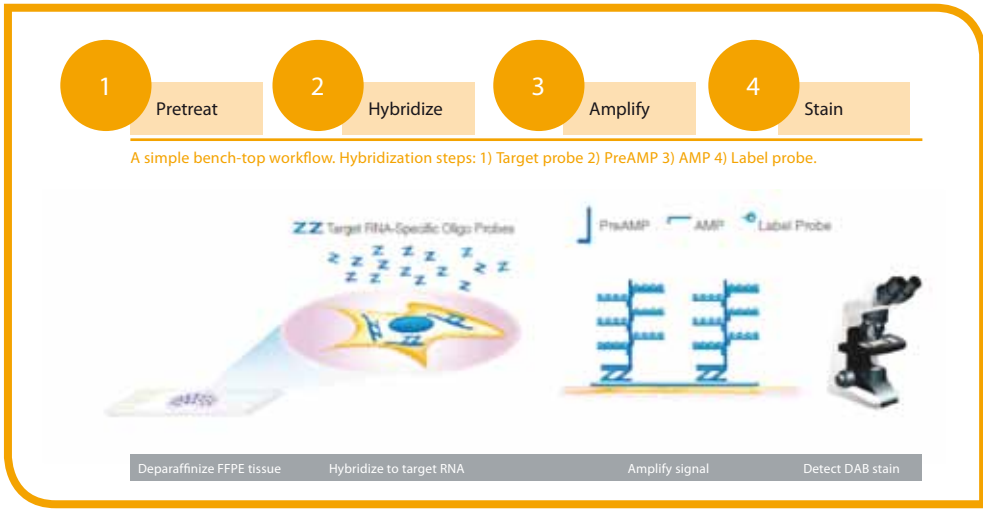 1
Pretreat
2
Hybridize
3
Amplify
4
Stain
A simple bench-top workflow. Hybridization steps: 1) Target probe 2) PreAMP 3) AMP 4) Label probe.
ZZ Target RNA-Specific Oligo Probes
PreAMP
AMP
Label Probe
Deparaffinize FFPE tissue
Hybridize to target RNA
Amplify signal
Detect DAB stain